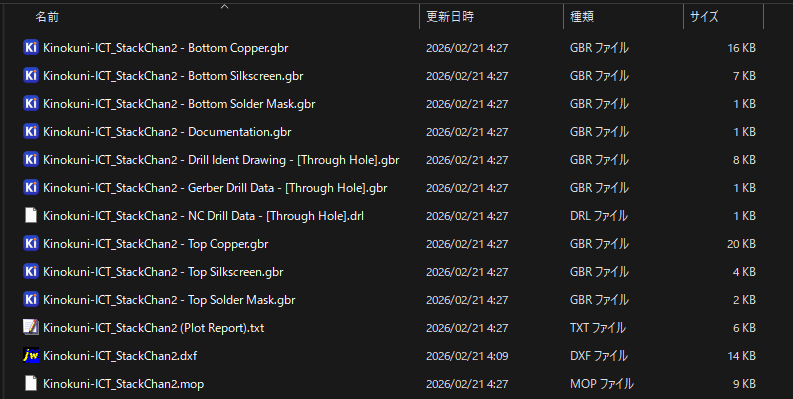 名前 更新日時 種類 サイズ
Kinokuni-ICT_StackChan2 - Bottom Copper.gbr 2026/02/21 4:27 GBR ファイル 16 KB
Kinokuni-ICT_StackChan2 - Bottom Silkscreen.gbr 2026/02/21 4:27 GBR ファイル 7 KB
Kinokuni-ICT_StackChan2 - Bottom Solder Mask.gbr 2026/02/21 4:27 GBR ファイル 1 KB
Kinokuni-ICT_StackChan2 - Documentation.gbr 2026/02/21 4:27 GBR ファイル 1 KB
Kinokuni-ICT_StackChan2 - Drill Ident Drawing - [Through Hole].gbr 2026/02/21 4:27 GBR ファイル 8 KB
Kinokuni-ICT_StackChan2 - Gerber Drill Data - [Through Hole].gbr 2026/02/21 4:27 GBR ファイル 1 KB
Kinokuni-ICT_StackChan2 - NC Drill Data - [Through Hole].drl 2026/02/21 4:27 DRL ファイル 1 KB
Kinokuni-ICT_StackChan2 - Top Copper.gbr 2026/02/21 4:27 GBR ファイル 20 KB
Kinokuni-ICT_StackChan2 - Top Silkscreen.gbr 2026/02/21 4:27 GBR ファイル 4 KB
Kinokuni-ICT_StackChan2 - Top Solder Mask.gbr 2026/02/21 4:27 GBR ファイル 2 KB
Kinokuni-ICT_StackChan2 (Plot Report).txt 2026/02/21 4:27 TXT ファイル 6 KB
Kinokuni-ICT_StackChan2.dxf 2026/02/21 4:09 DXF ファイル 14 KB
Kinokuni-ICT_StackChan2.mop 2026/02/21 4:27 MOP ファイル 9 KB